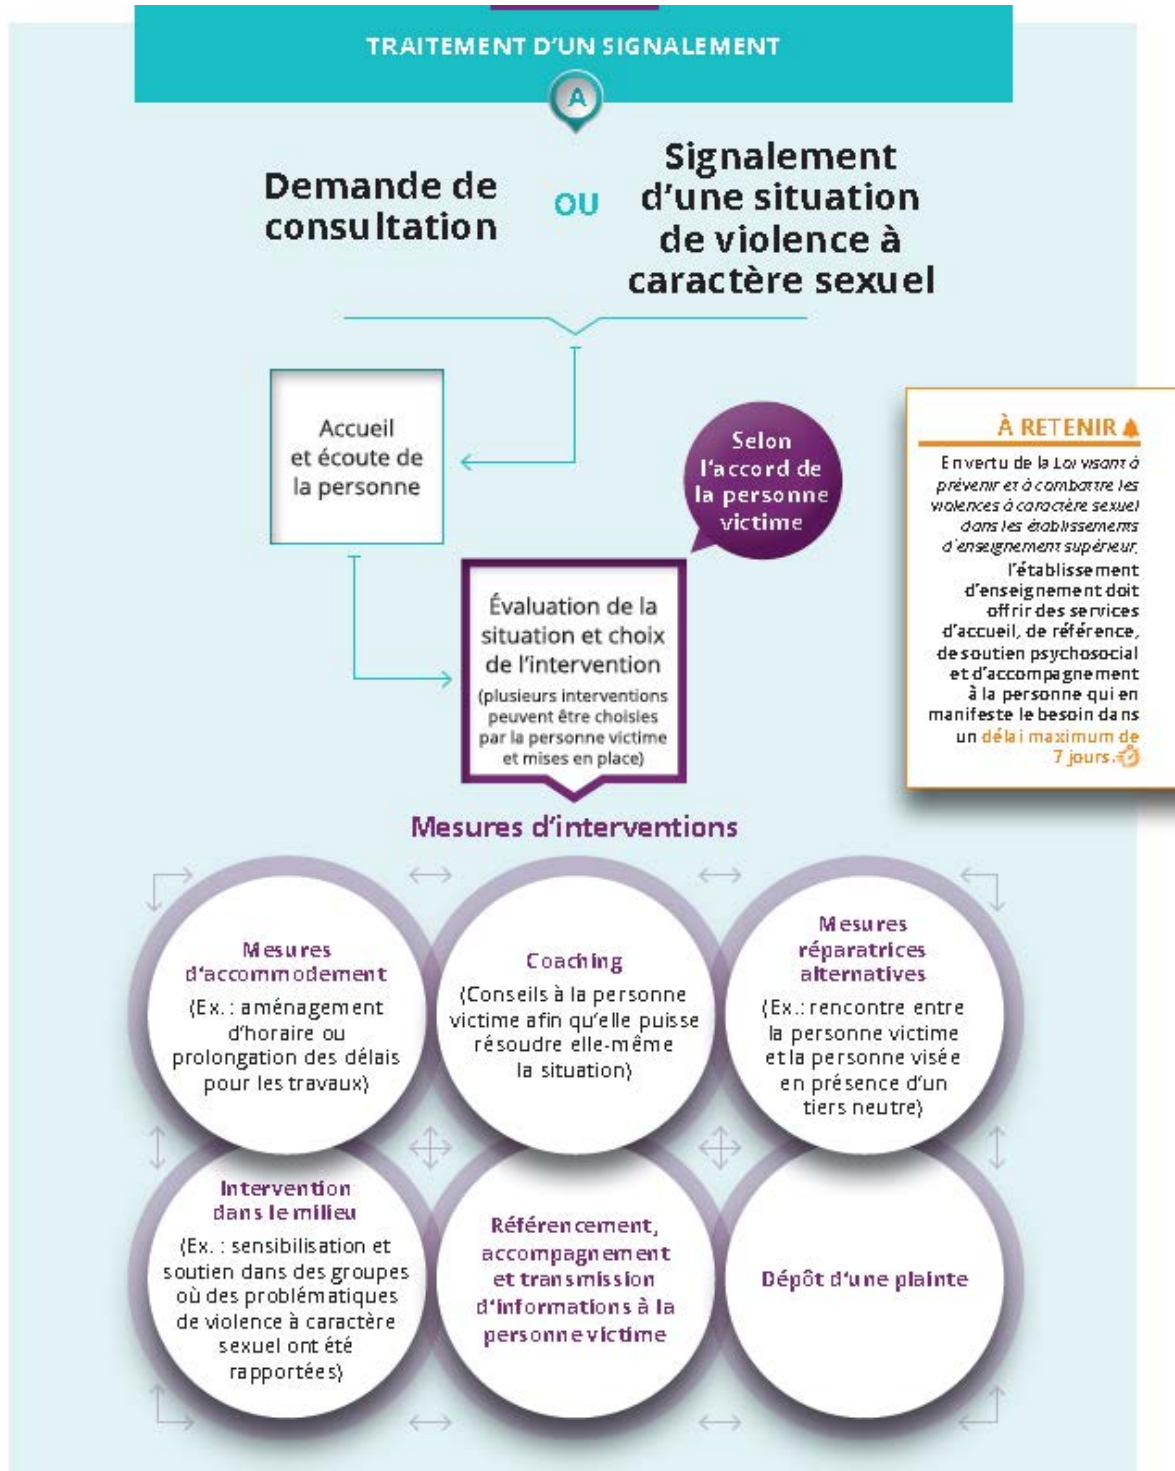 TRAITEMENT D'UN SIGNALEMENT
A
Demande de
consultation
OU
Signalement
d'une situation
de violence à
caractère sexuel
Accueil
et écoute de
la personne
Selon
l'accord de
la personne
victime
Évaluation de la
situation et choix
de l'intervention
(plusieurs interventions
peuvent être choisies
par la personne victime
et mises en place)
À RETENIR
En vertu de la Loi visant à
prévenir et à combattre les
violences à caractère sexuel
dans les établissements
d'enseignement supérieur,
l'établissement
d'enseignement doit
offrir des services
d'accueil, de référence,
de soutien psychosocial
et d'accompagnement
à la personne qui en
manifeste le besoin dans
un délai maximum de
7 jours.
Mesures d'interventions
Mesures
d'accommodement
(Ex. : aménagement
d'horaire ou
prolongation des délais
pour les travaux)
Coaching
(Conseils à la personne
victime afin qu'elle puisse
résoudre elle-même
la situation)
Mesures
réparatrices
alternatives
(Ex.: rencontre entre
la personne victime
et la personne visée
en présence d'un
tiers neutre)
Intervention
dans le milieu
(Ex. : sensibilisation et
soutien dans des groupes
où des problématiques
de violence à caractère
sexuel ont été
rapportées)
Référencement,
accompagnement
et transmission
d'informations à la
personne victime
Dépôt d'une plainte